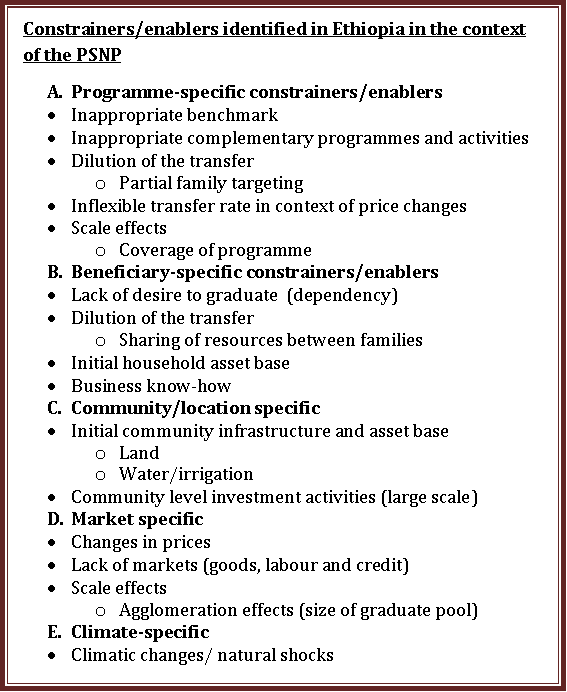 Constrainers/enablers identified in Ethiopia in the context
of the PSNP
A. Programme-specific constrainers/enablers
• Inappropriate benchmark
• Inappropriate complementary programmes and activities
• Dilution of the transfer
o Partial family targeting
• Inflexible transfer rate in context of price changes
• Scale effects
o Coverage of programme
B. Beneficiary-specific constrainers/enablers
• Lack of desire to graduate (dependency)
• Dilution of the transfer
o Sharing of resources between families
• Initial household asset base
• Business know-how
C. Community/location specific
• Initial community infrastructure and asset base
o Land
o Water/irrigation
• Community level investment activities (large scale)
D. Market specific
• Changes in prices
• Lack of markets (goods, labour and credit)
• Scale effects
o Agglomeration effects (size of graduate pool)
E. Climate-specific
• Climatic changes/ natural shocks